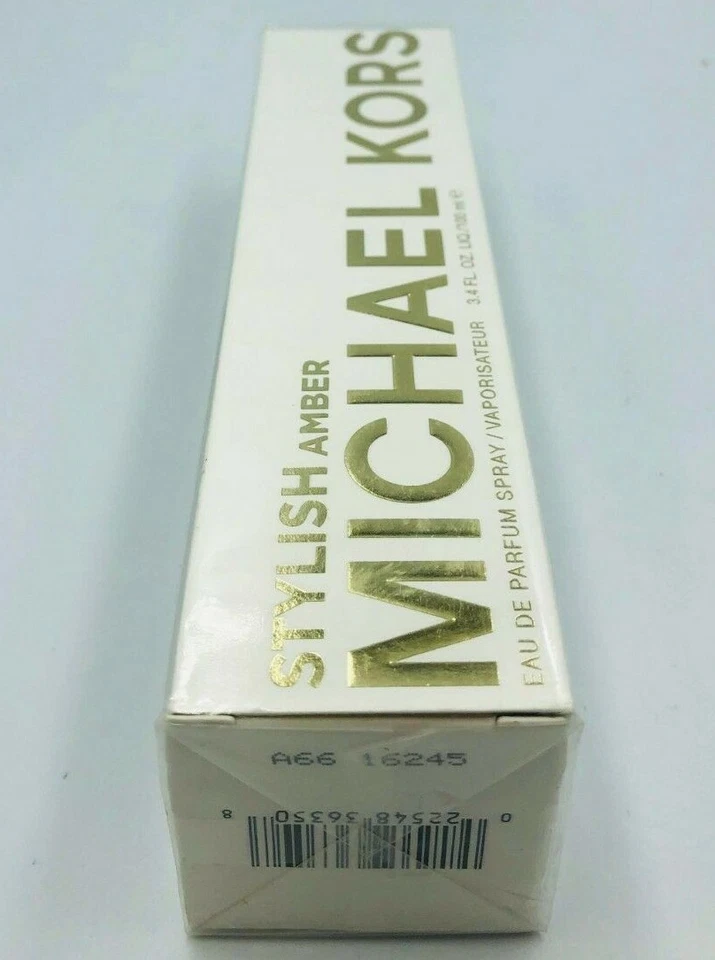 STYLISH AMBER
MICHAEL KORS
EAU DE PARFUM SPRAY / VAPORISATEUR 3.4 FL. OZ. LIQ./100 ml ℮
A66 16245
0 22548 36350 8